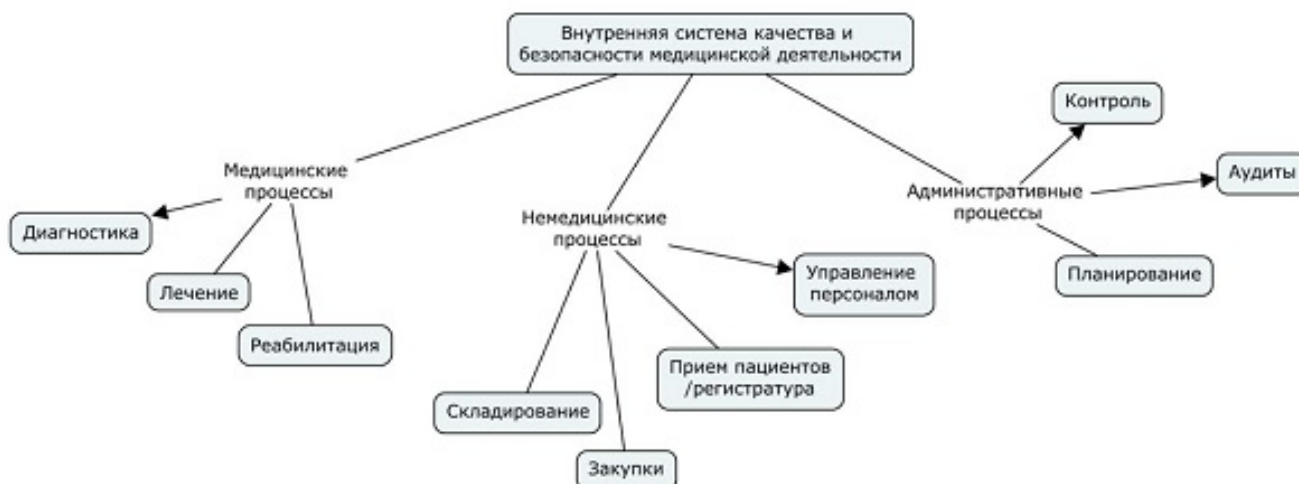 Внутренняя система качества и
безопасности медицинской деятельности
Контроль
Медицинские
процессы
Аудиты
Административные
процессы
Диагностика
Немедицинские
процессы
Планирование
Управление
персоналом
Лечение
Реабилитация
Прием пациентов
/регистратура
Складирование
Закупки